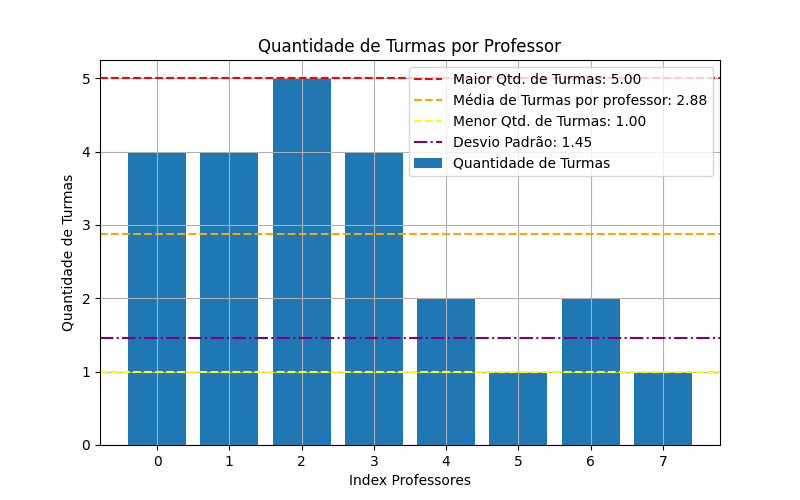 Quantidade de Turmas por Professor
Quantidade de Turmas
5
4
3
2
1
0
Maior Qtd. de Turmas: 5.00
Média de Turmas por professor: 2.88
Menor Qtd. de Turmas: 1.00
Desvio Padrão: 1.45
Quantidade de Turmas
0 1 2 3 4 5 6 7
Index Professores